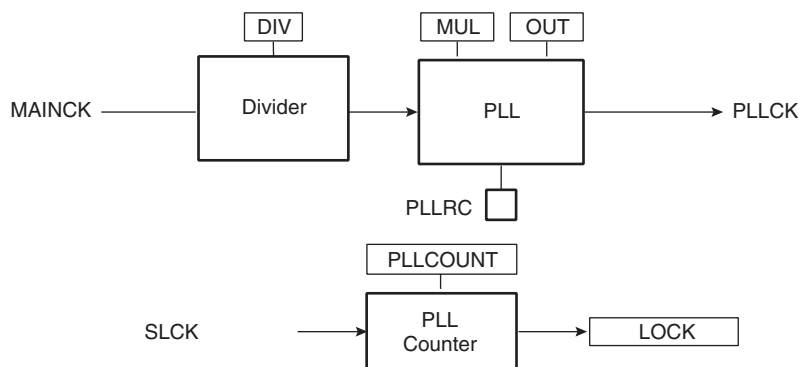 DIV
MUL
OUT
MAINCK
Divider
PLL
PLLCK
PLLRC
PLLCOUNT
SLCK
PLL
Counter
LOCK